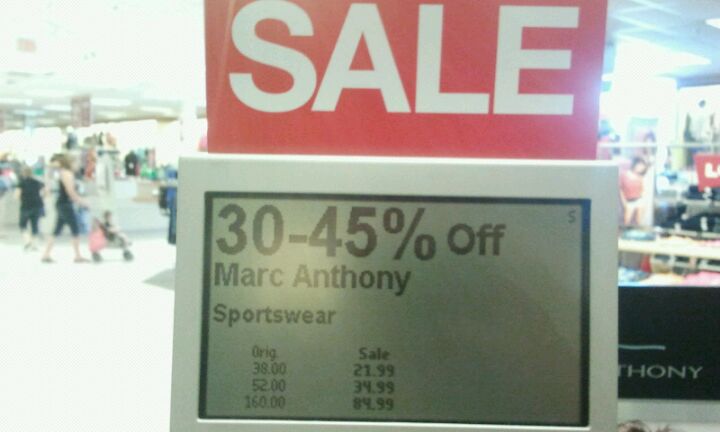 SALE
30-45% Off
S
Marc Anthony
Sportswear
Orig. Sale
38.00 21.99
52.00 34.99
160.00 84.99
THONY